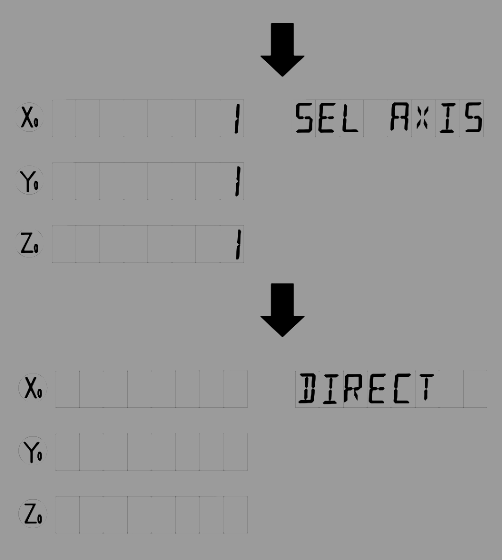 X₀ 1 SEL AXIS
Y₀ 1
Z₀ 1
X₀ DIRECT
Y₀
Z₀